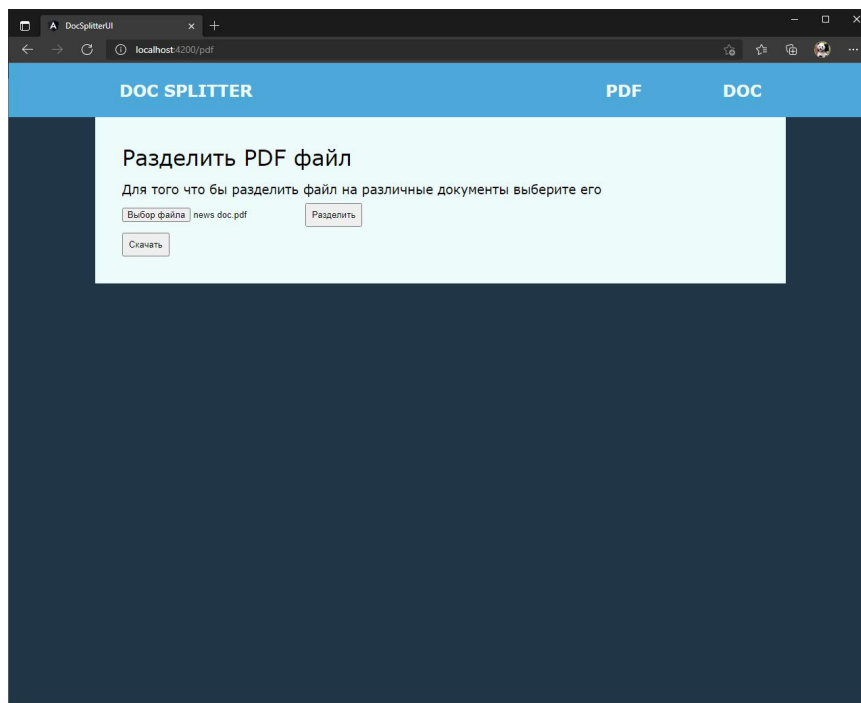 DocSplitterUI
localhost:4200/pdf
DOC SPLITTER PDF DOC
Разделить PDF файл
Для того что бы разделить файл на различные документы выберите его
Выбор файла news doc.pdf Разделить
Скачать